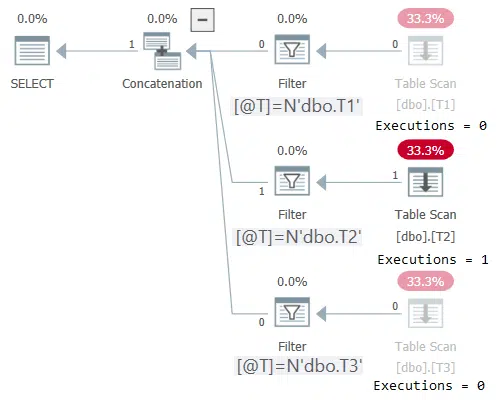 0.0% 0.0% − 0.0% 33.3%
1 0 0
SELECT Concatenation Filter Table Scan
[@T]=N'dbo.T1' [dbo].[T1]
Executions = 0
0.0% 33.3%
1 1
Filter Table Scan
[@T]=N'dbo.T2' [dbo].[T2]
Executions = 1
0.0% 33.3%
0 0
Filter Table Scan
[@T]=N'dbo.T3' [dbo].[T3]
Executions = 0